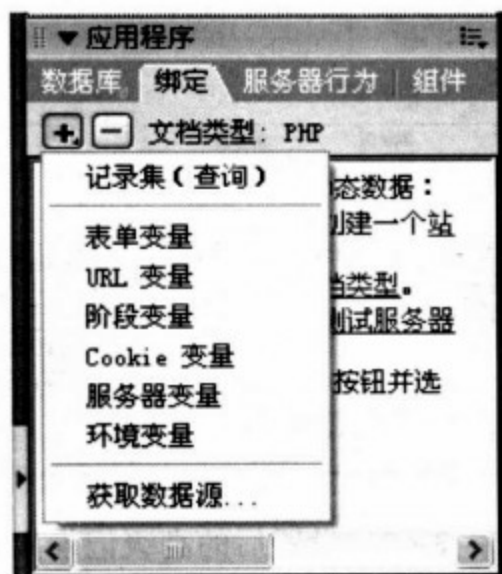 应用程序
数据库 绑定 服务器行为 组件
文档类型: PHP
记录集(查询)
态数据:
创建一个站
表单变量
URL 变量
档类型。
阶段变量
测试服务器
Cookie 变量
按钮并选
服务器变量
环境变量
获取数据源...